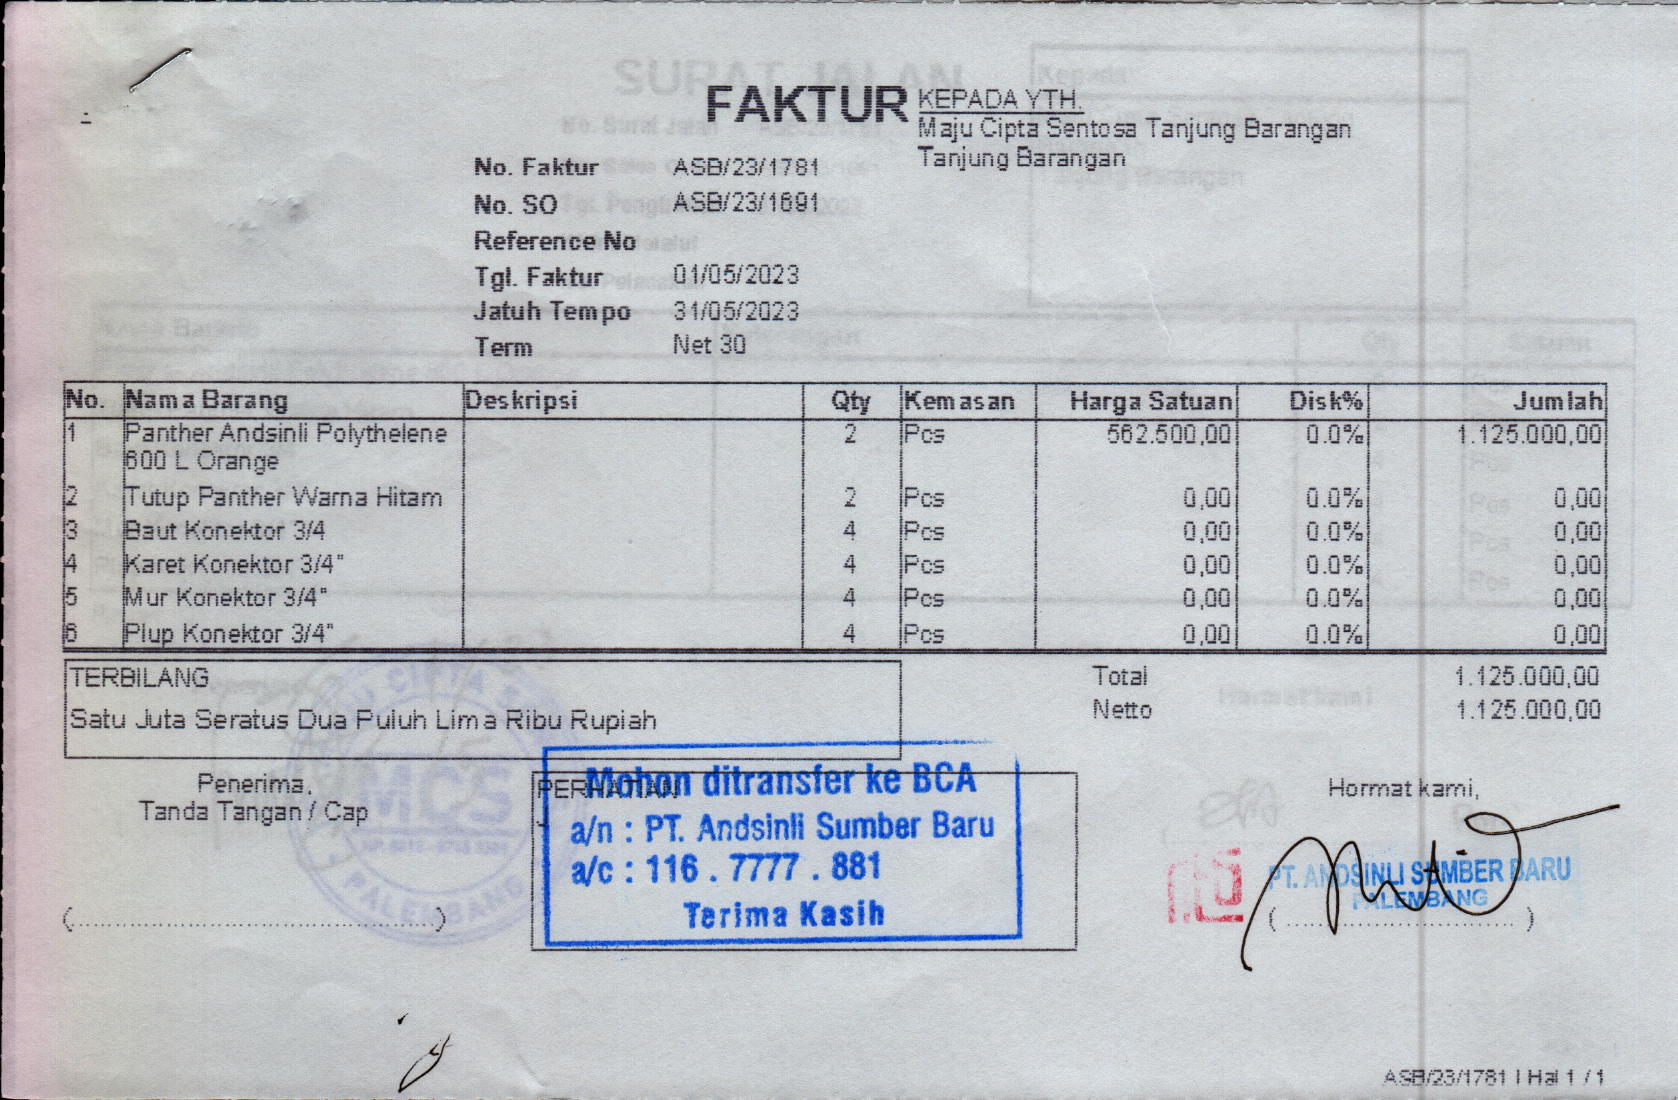 FAKTUR
KEPADA YTH.
Maju Cipta Sentosa Tanjung Barangan
Tanjung Barangan
No. Faktur ASB/23/1781
No. SO ASB/23/1691
Reference No
Tgl. Faktur 01/05/2023
Jatuh Tempo 31/05/2023
Term Net 30
No. Nama Barang Deskripsi Qty Kemasan Harga Satuan Disk% Jumlah
1 Panther Andsinli Polythelene 2 Pcs 562.500,00 0.0% 1.125.000,00
600 L Orange
2 Tutup Panther Warna Hitam 2 Pcs 0,00 0.0% 0,00
3 Baut Konektor 3/4 4 Pcs 0,00 0.0% 0,00
4 Karet Konektor 3/4" 4 Pcs 0,00 0.0% 0,00
5 Mur Konektor 3/4" 4 Pcs 0,00 0.0% 0,00
6 Plup Konektor 3/4" 4 Pcs 0,00 0.0% 0,00
TERBILANG
Satu Juta Seratus Dua Puluh Lima Ribu Rupiah
Total 1.125.000,00
Netto 1.125.000,00
Penerima,
Tanda Tangan / Cap
MCS
PALEMBANG
(........................................)
PERHATIAN
Mohon ditransfer ke BCA
a/n : PT. Andsinli Sumber Baru
a/c : 116 . 7777 . 881
Terima Kasih
Hormat kami,
PT. ANDSINLI SUMBER BARU
PALEMBANG
(............................)
ASB/23/1781 | Hal 1 / 1